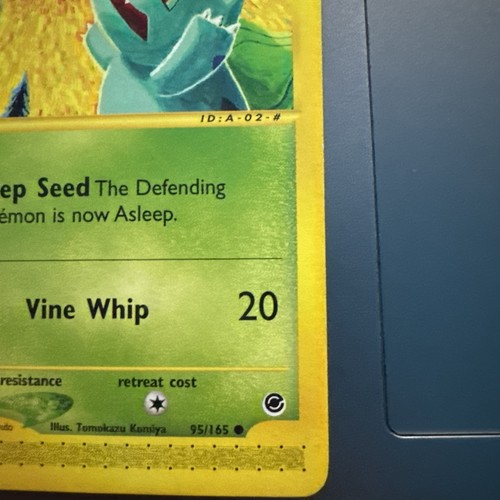 ID:A-02-#
ep Seed The Defending
émon is now Asleep.
Vine Whip 20
resistance retreat cost
Illus. Tomokazu Komiya 95/165